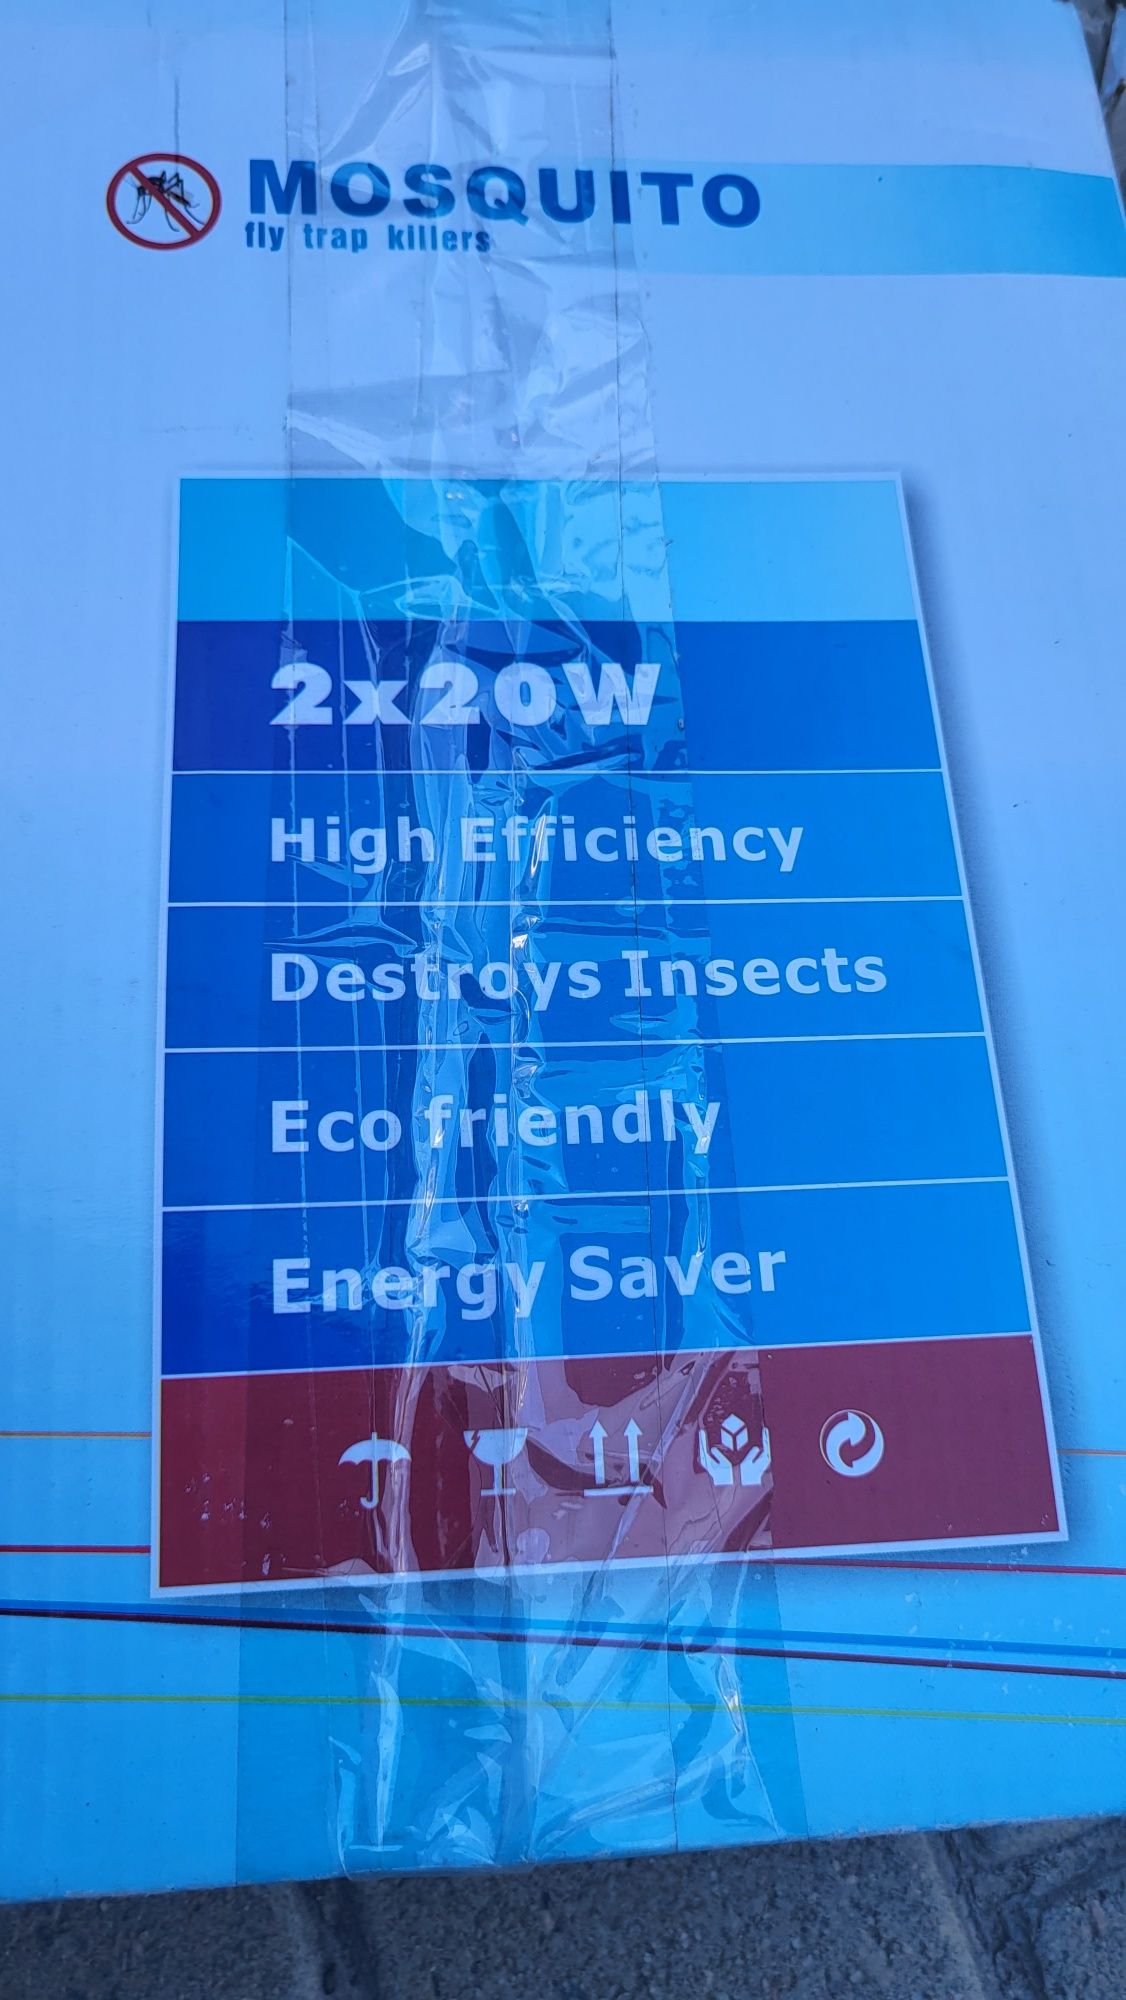 MOSQUITO
fly trap killers
2x20W
High Efficiency
Destroys Insects
Eco friendly
Energy Saver